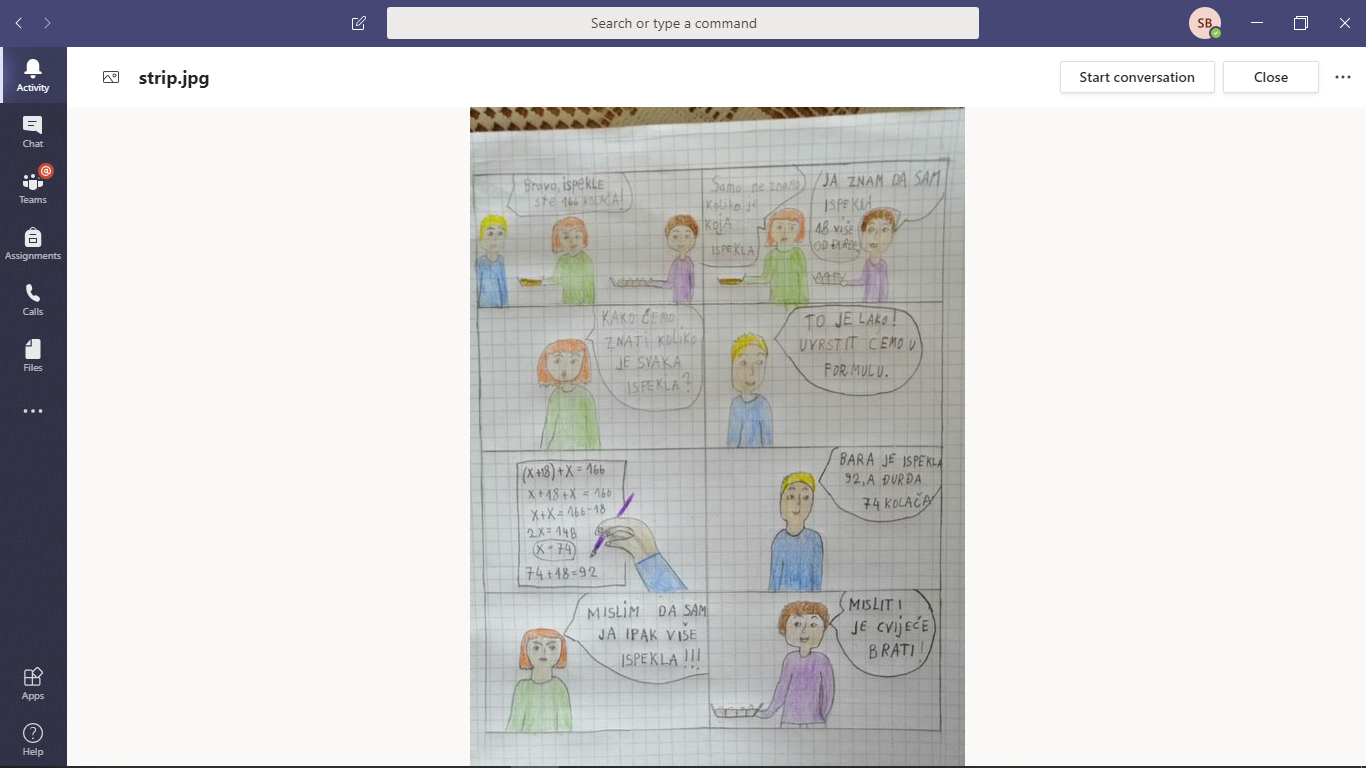 Search or type a command
SB
Activity
Chat
Teams
Assignments
Calls
Files
Apps
Help
strip.jpg
Start conversation
Close
Bravo, ISPEKLE
STE 166 KOLAČA!
Samo ne znamo
koliko je
KOJA
ISPEKLA
JA ZNAM DA SAM
ISPEKLA
18 VIŠE
OD ĐURĐE
KAKO ĆEMO
ZNATI KOLIKO
JE SVAKA
ISPEKLA?
TO JE LAKO!
UVRSTIT CEMO U
FORMULU.
(X+18)+X=166
X+18+X=166
X+X=166-18
2X=148
X=74
74+18=92
BARA JE ISPEKLA
92, A ĐURĐA
74 KOLAČA
MISLIM DA SAM
JA IPAK VIŠE
ISPEKLA!!!
MISLITI
JE CVIJEĆE
BRATI!